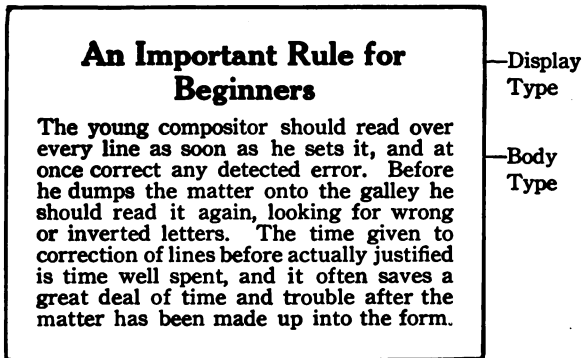 An Important Rule for
Beginners
The young compositor should read over
every line as soon as he sets it, and at
once correct any detected error. Before
he dumps the matter onto the galley he
should read it again, looking for wrong
or inverted letters. The time given to
correction of lines before actually justified
is time well spent, and it often saves a
great deal of time and trouble after the
matter has been made up into the form.
Display
Type
Body
Type